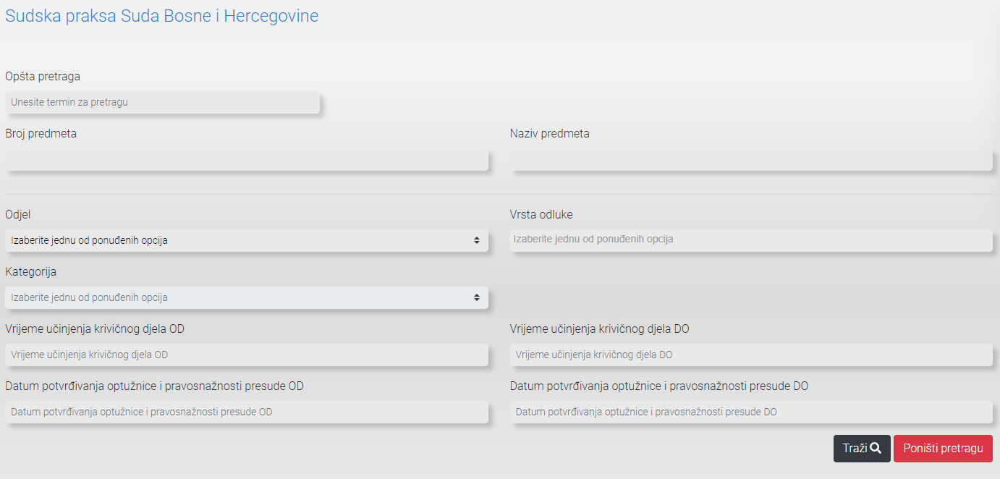 Sudska praksa Suda Bosne i Hercegovine
Opšta pretraga
Unesite termin za pretragu
Broj predmeta
Naziv predmeta
Odjel
Vrsta odluke
Izaberite jednu od ponuđenih opcija
Izaberite jednu od ponuđenih opcija
Kategorija
Izaberite jednu od ponuđenih opcija
Vrijeme učinjenja krivičnog djela OD
Vrijeme učinjenja krivičnog djela DO
Vrijeme učinjenja krivičnog djela OD
Vrijeme učinjenja krivičnog djela DO
Datum potvrđivanja optužnice i pravosnažnosti presude OD
Datum potvrđivanja optužnice i pravosnažnosti presude DO
Datum potvrđivanja optužnice i pravosnažnosti presude OD
Datum potvrđivanja optužnice i pravosnažnosti presude DO
Traži
Poništi pretragu